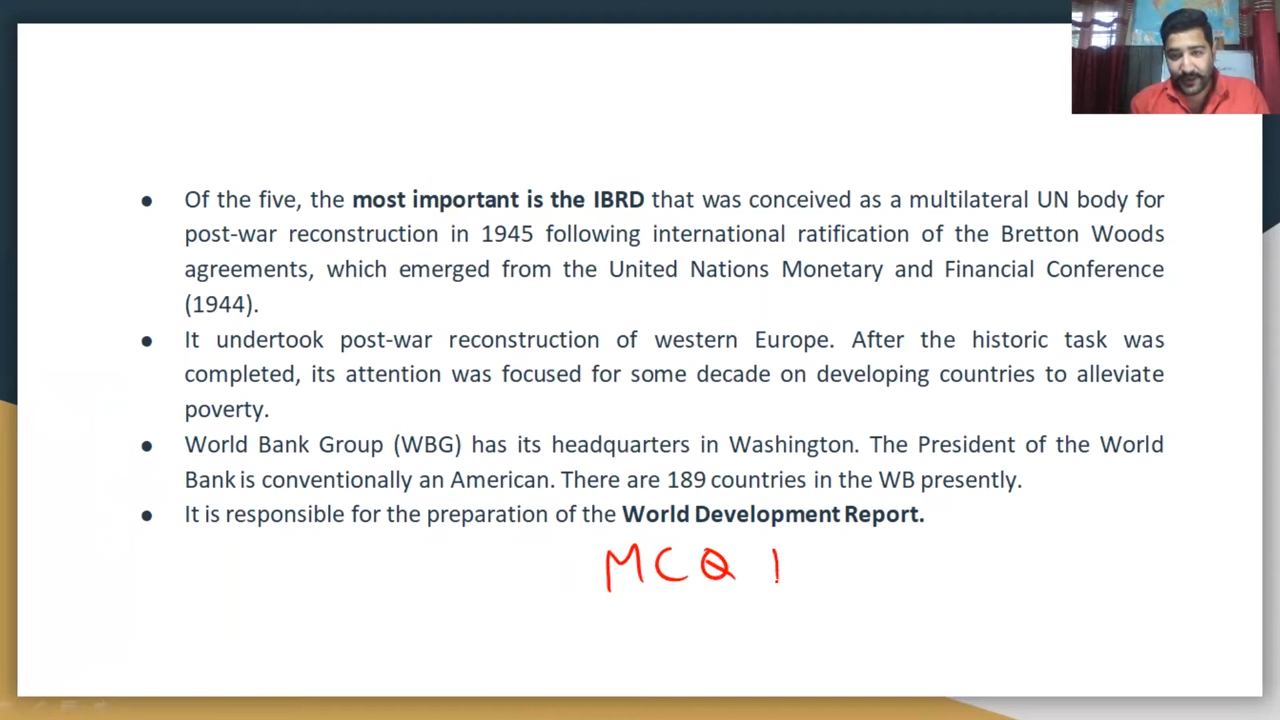 ● Of the five, the most important is the IBRD that was conceived as a multilateral UN body for
post-war reconstruction in 1945 following international ratification of the Bretton Woods
agreements, which emerged from the United Nations Monetary and Financial Conference
(1944).
● It undertook post-war reconstruction of western Europe. After the historic task was
completed, its attention was focused for some decade on developing countries to alleviate
poverty.
● World Bank Group (WBG) has its headquarters in Washington. The President of the World
Bank is conventionally an American. There are 189 countries in the WB presently.
● It is responsible for the preparation of the World Development Report.
MCQ !